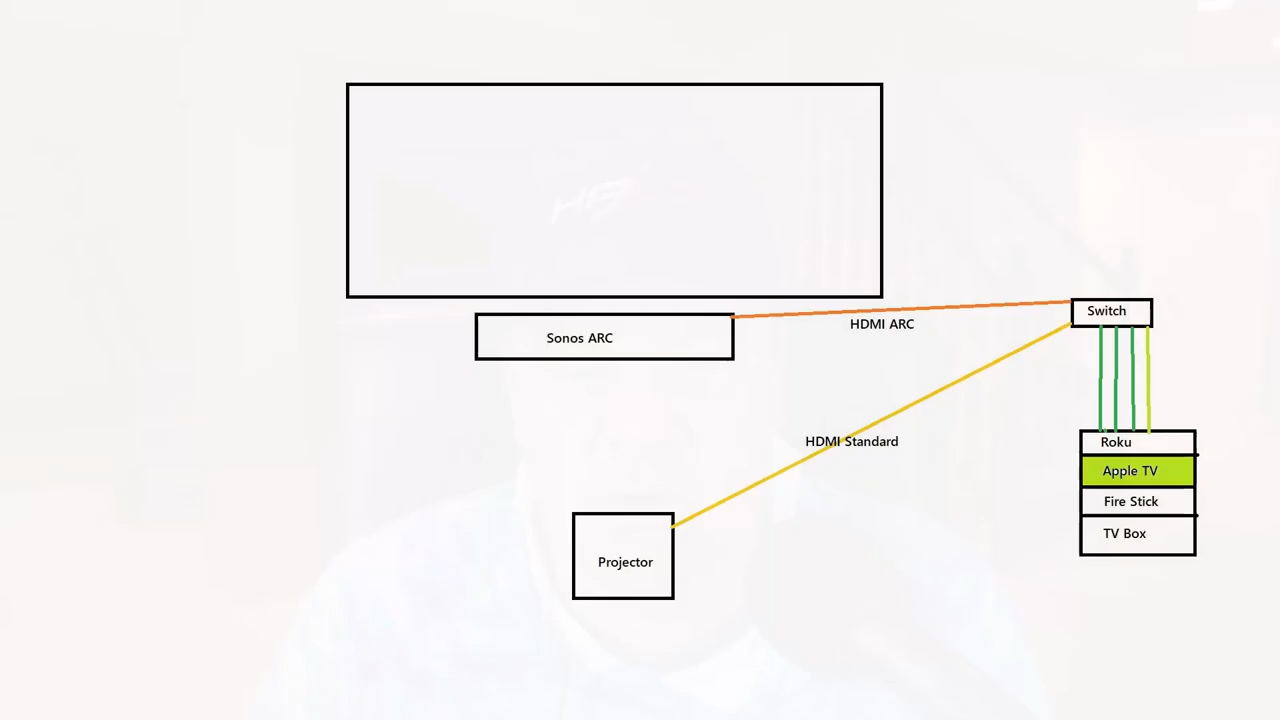 Switch
HDMI ARC
Sonos ARC
HDMI Standard
Roku
Apple TV
Fire Stick
TV Box
Projector